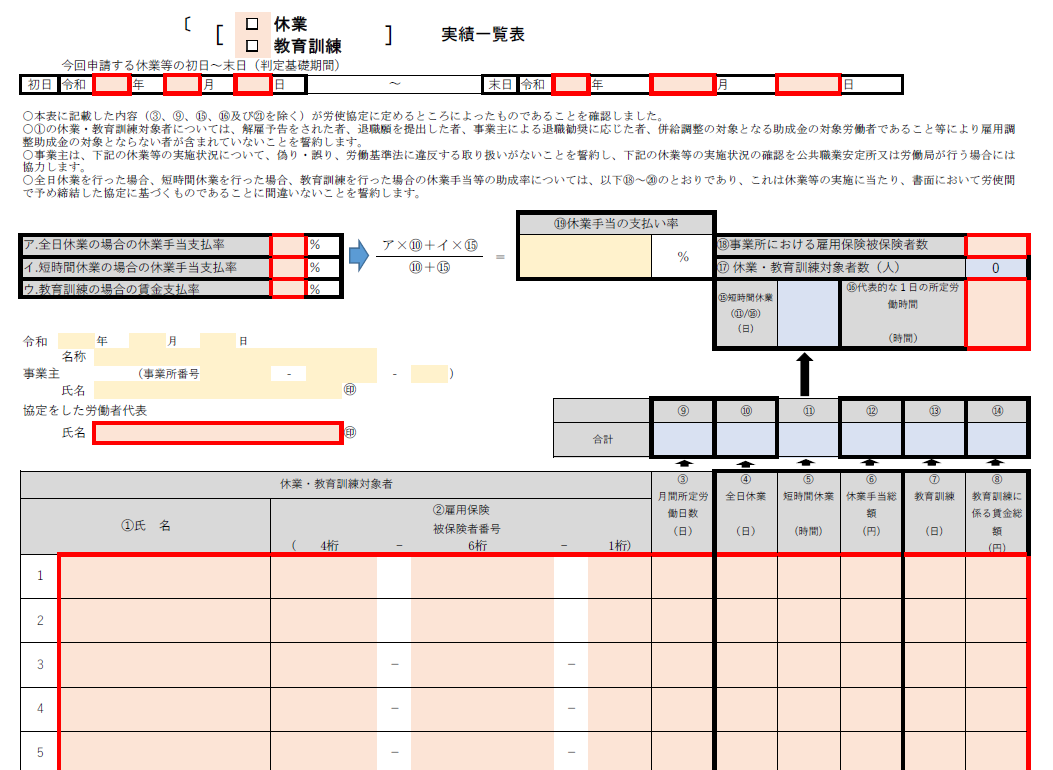 〔 [ □ 休業
□ 教育訓練 ] 実績一覧表
今回申請する休業等の初日～末日（判定基礎期間）
初日 令和 年 月 日 ～ 末日 令和 年 月 日
○本表に記載した内容（③、⑨、⑮、⑯及び㉑を除く）が労使協定に定めるところによったものであることを確認しました。
○①の休業・教育訓練対象者については、解雇予告をされた者、退職願を提出した者、事業主による退職勧奨に応じた者、併給調整の対象となる助成金の対象労働者であること等により雇用調
整助成金の対象とならない者が含まれていないことを誓約します。
○事業主は、下記の休業等の実施状況について、偽り・誤り、労働基準法に違反する取り扱いがないことを誓約し、下記の休業等の実施状況の確認を公共職業安定所又は労働局が行う場合には
協力します。
○全日休業を行った場合、短時間休業を行った場合、教育訓練を行った場合の休業手当等の助成率については、以下⑱～⑳のとおりであり、これは休業等の実施に当たり、書面において労使間
で予め締結した協定に基づくものであることに間違いないことを誓約します。
ア.全日休業の場合の休業手当支払率 %
イ.短時間休業の場合の休業手当支払率 %
ウ.教育訓練の場合の賃金支払率 %
ア×⑩＋イ×⑮
⑩＋⑮
＝
⑲休業手当の支払い率
%
⑱事業所における雇用保険被保険者数
⑰ 休業・教育訓練対象者数（人） 0
⑮短時間休業
(⑪/⑯)
(日)
⑯代表的な１日の所定労
働時間
（時間）
令和 年 月 日
名称
事業主 （事業所番号 - - ）
氏名 ㊞
協定をした労働者代表
氏名 ㊞
⑨ ⑩ ⑪ ⑫ ⑬ ⑭
合計
休業・教育訓練対象者
①氏 名
②雇用保険
被保険者番号
( 4桁 － 6桁 － 1桁)
③
月間所定労
働日数
（日）
④
全日休業
（日）
⑤
短時間休業
（時間）
⑥
休業手当総
額
（円）
⑦
教育訓練
（日）
⑧
教育訓練に
係る賃金総
額
（円）
1
2
3 － －
4 － －
5 － －